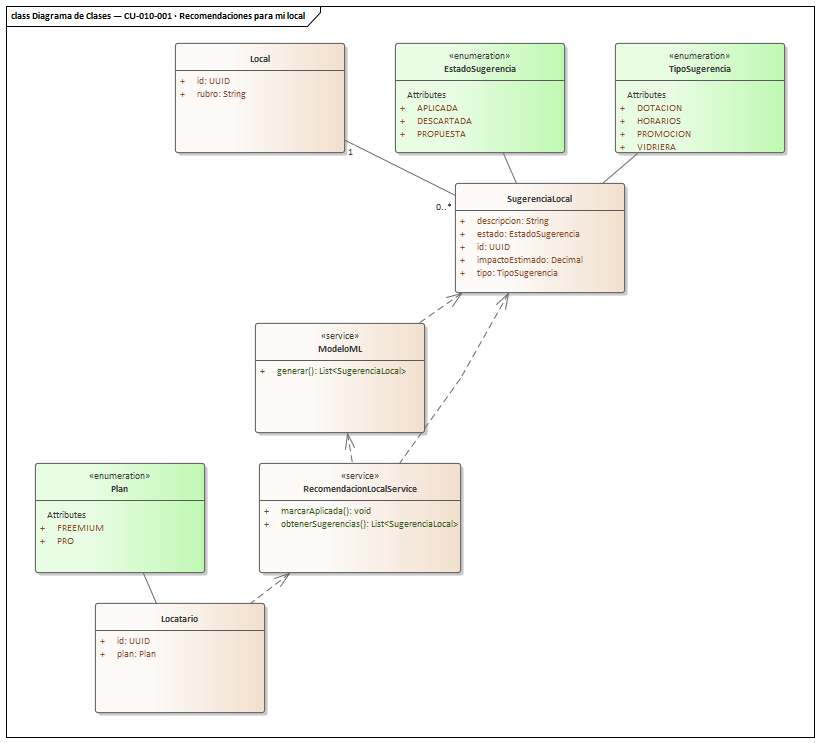 class Diagrama de Clases — CU-010-001 · Recomendaciones para mi local
Local
+ id: UUID
+ rubro: String
«enumeration»
EstadoSugerencia
Attributes
+ APLICADA
+ DESCARTADA
+ PROPUESTA
«enumeration»
TipoSugerencia
Attributes
+ DOTACION
+ HORARIOS
+ PROMOCION
+ VIDRIERA
1
0..*
SugerenciaLocal
+ descripcion: String
+ estado: EstadoSugerencia
+ id: UUID
+ impactoEstimado: Decimal
+ tipo: TipoSugerencia
«service»
ModeloML
+ generar(): List<SugerenciaLocal>
«enumeration»
Plan
Attributes
+ FREEMIUM
+ PRO
«service»
RecomendacionLocalService
+ marcarAplicada(): void
+ obtenerSugerencias(): List<SugerenciaLocal>
Locatario
+ id: UUID
+ plan: Plan